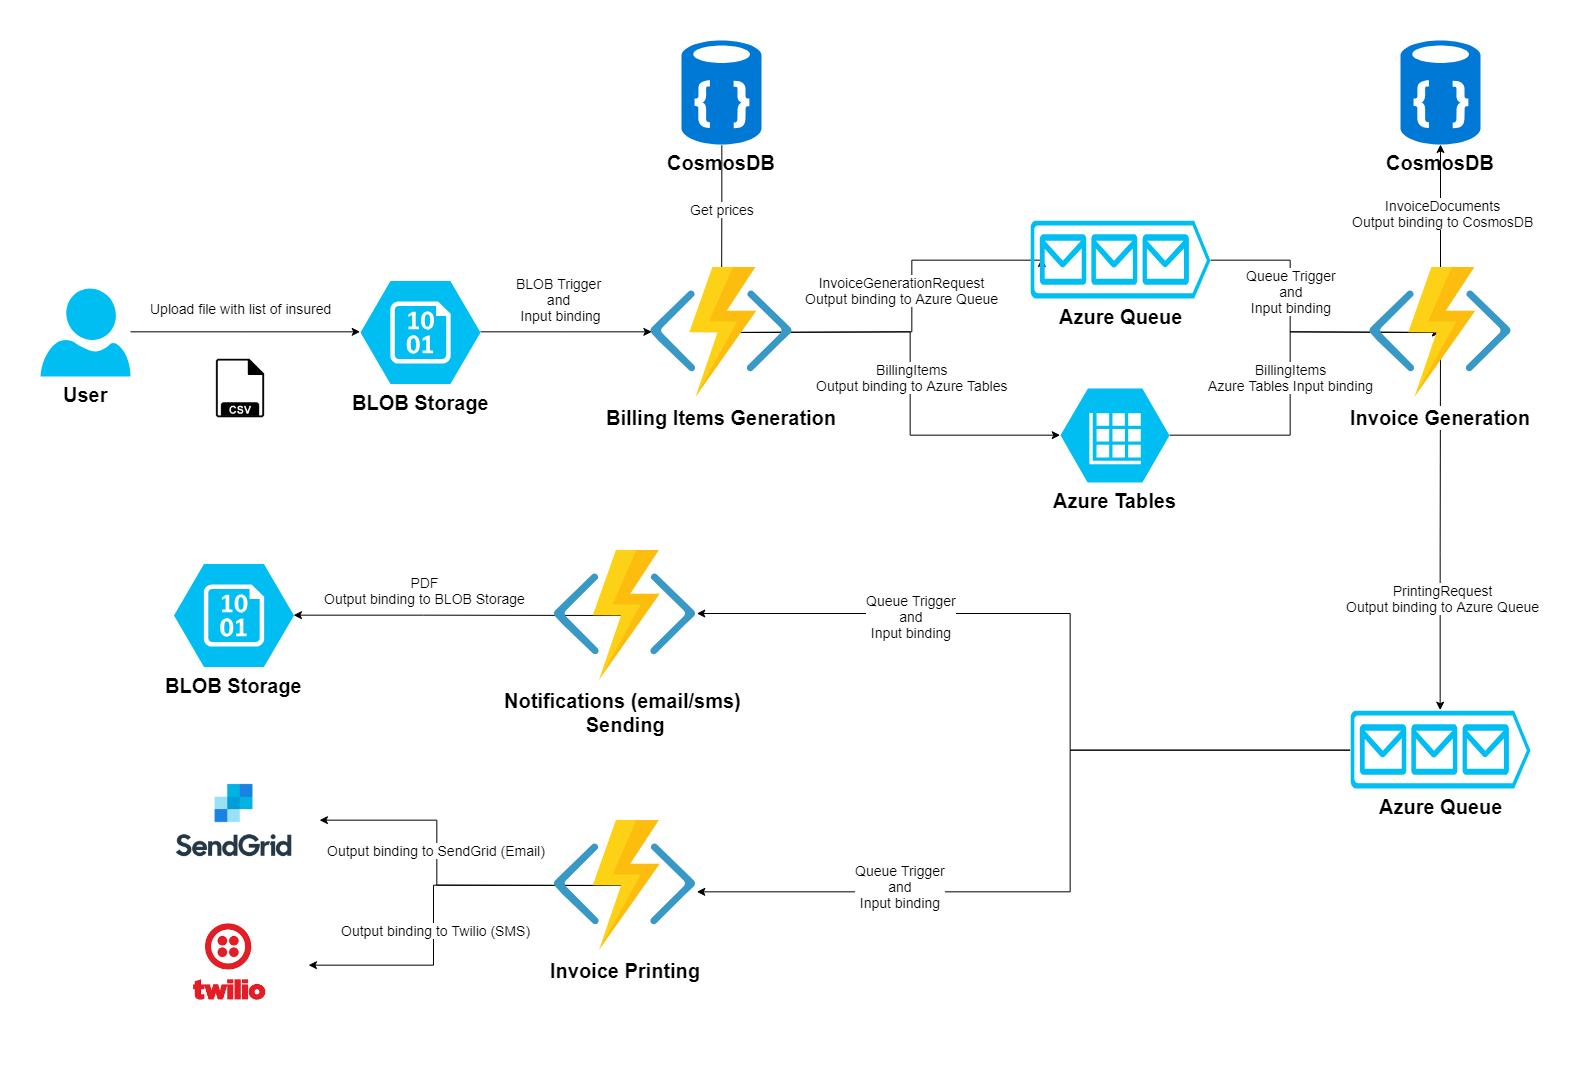 { }
CosmosDB
{ }
CosmosDB
Get prices
InvoiceDocuments
Output binding to CosmosDB
Upload file with list of insured
CSV
User
10
01
BLOB Storage
BLOB Trigger
and
Input binding
Billing Items Generation
InvoiceGenerationRequest
Output binding to Azure Queue
Azure Queue
BillingItems
Output binding to Azure Tables
Azure Tables
Queue Trigger
and
Input binding
BillingItems
Azure Tables Input binding
Invoice Generation
PrintingRequest
Output binding to Azure Queue
Azure Queue
10
01
BLOB Storage
PDF
Output binding to BLOB Storage
Notifications (email/sms)
Sending
Queue Trigger
and
Input binding
SendGrid
Output binding to SendGrid (Email)
Output binding to Twilio (SMS)
twilio
Invoice Printing
Queue Trigger
and
Input binding